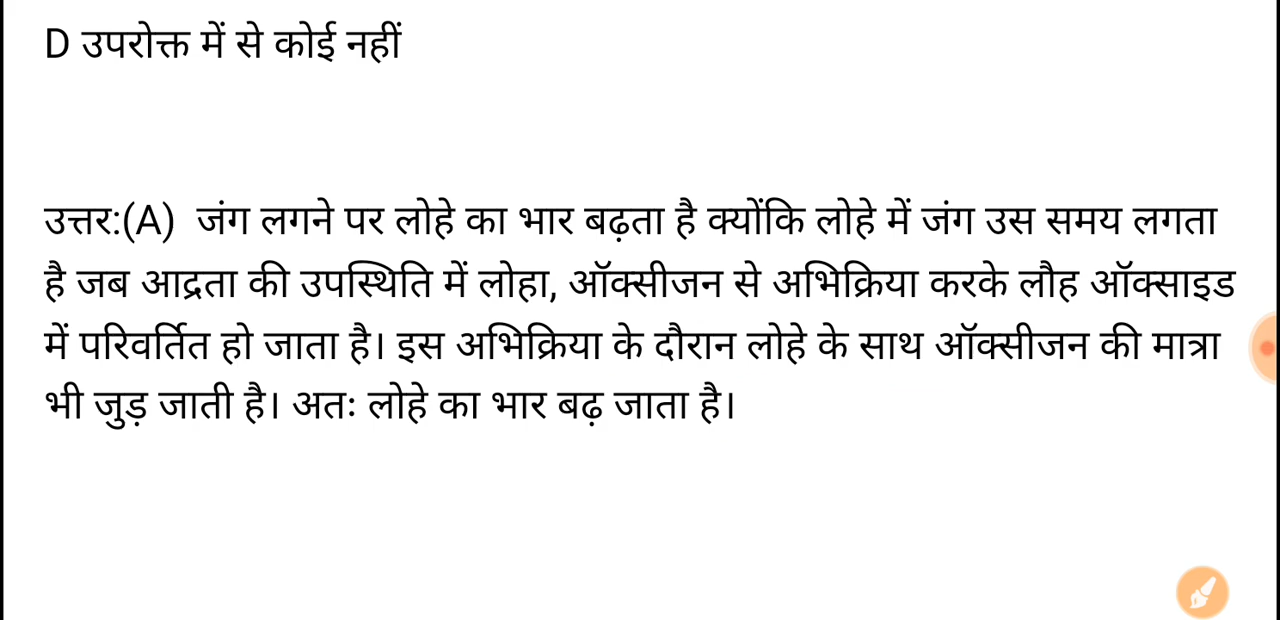 D उपरोक्त में से कोई नहीं
उत्तर:(A) जंग लगने पर लोहे का भार बढ़ता है क्योंकि लोहे में जंग उस समय लगता
है जब आद्रता की उपस्थिति में लोहा, ऑक्सीजन से अभिक्रिया करके लौह ऑक्साइड
में परिवर्तित हो जाता है। इस अभिक्रिया के दौरान लोहे के साथ ऑक्सीजन की मात्रा
भी जुड़ जाती है। अतः लोहे का भार बढ़ जाता है।